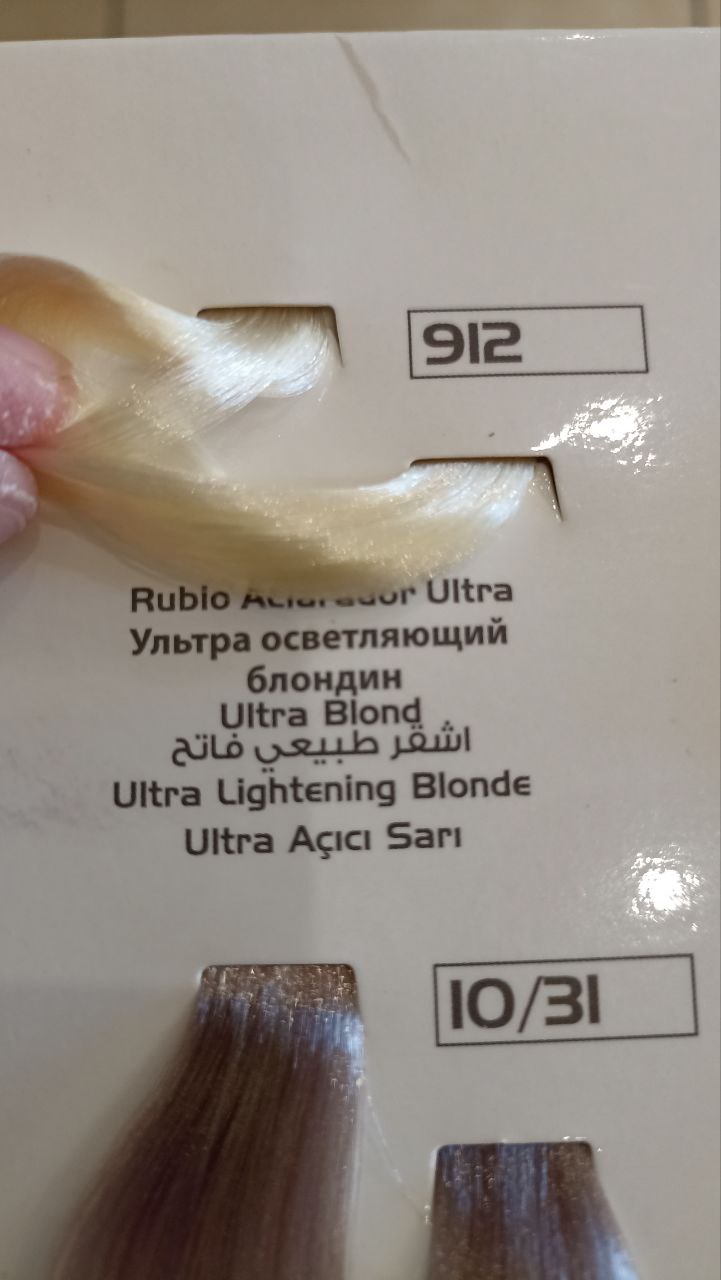 912
Rubio Aclarador Ultra
Ультра осветляющий
блондин
Ultra Blond
اشقر طبيعي فاتح
Ultra Lightening Blonde
Ultra Açıcı Sarı
10/31